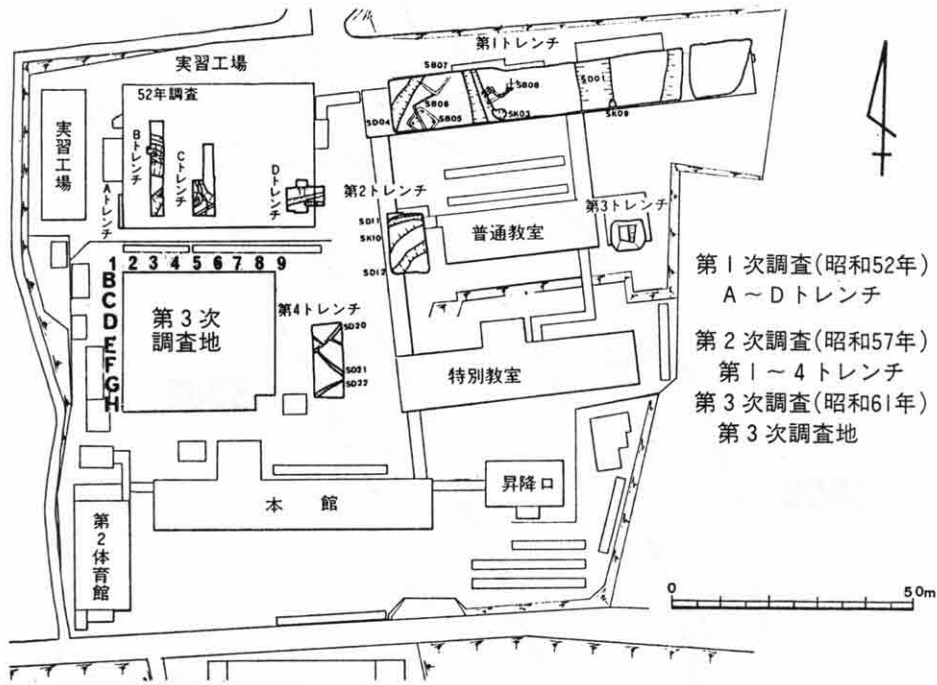 第1トレンチ
実習工場
52年調査
実習工場
Aトレンチ
Bトレンチ
Cトレンチ
Dトレンチ
SB07
SB06
SB05
SD04
SB08
SK03
SD01
SK09
第2トレンチ
SD11
SK10
SD12
普通教室
第3トレンチ
1 2 3 4 5 6 7 8 9
B
C
D
E
F
G
H
第3次
調査地
第4トレンチ
SD20
SD21
SD22
特別教室
第1次調査(昭和52年)
A～Dトレンチ
第2次調査(昭和57年)
第1～4トレンチ
第3次調査(昭和61年)
第3次調査地
本館
昇降口
第2体育館
0 50m